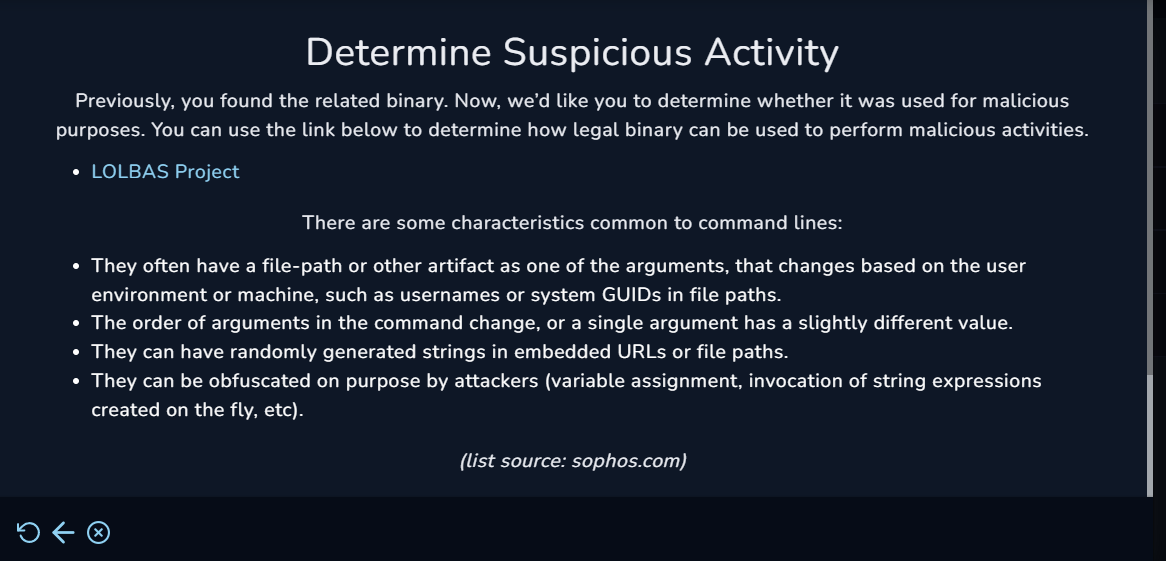 Determine Suspicious Activity
Previously, you found the related binary. Now, we'd like you to determine whether it was used for malicious
purposes. You can use the link below to determine how legal binary can be used to perform malicious activities.
• LOLBAS Project
There are some characteristics common to command lines:
• They often have a file-path or other artifact as one of the arguments, that changes based on the user
environment or machine, such as usernames or system GUIDs in file paths.
• The order of arguments in the command change, or a single argument has a slightly different value.
• They can have randomly generated strings in embedded URLs or file paths.
• They can be obfuscated on purpose by attackers (variable assignment, invocation of string expressions
created on the fly, etc).
(list source: sophos.com)